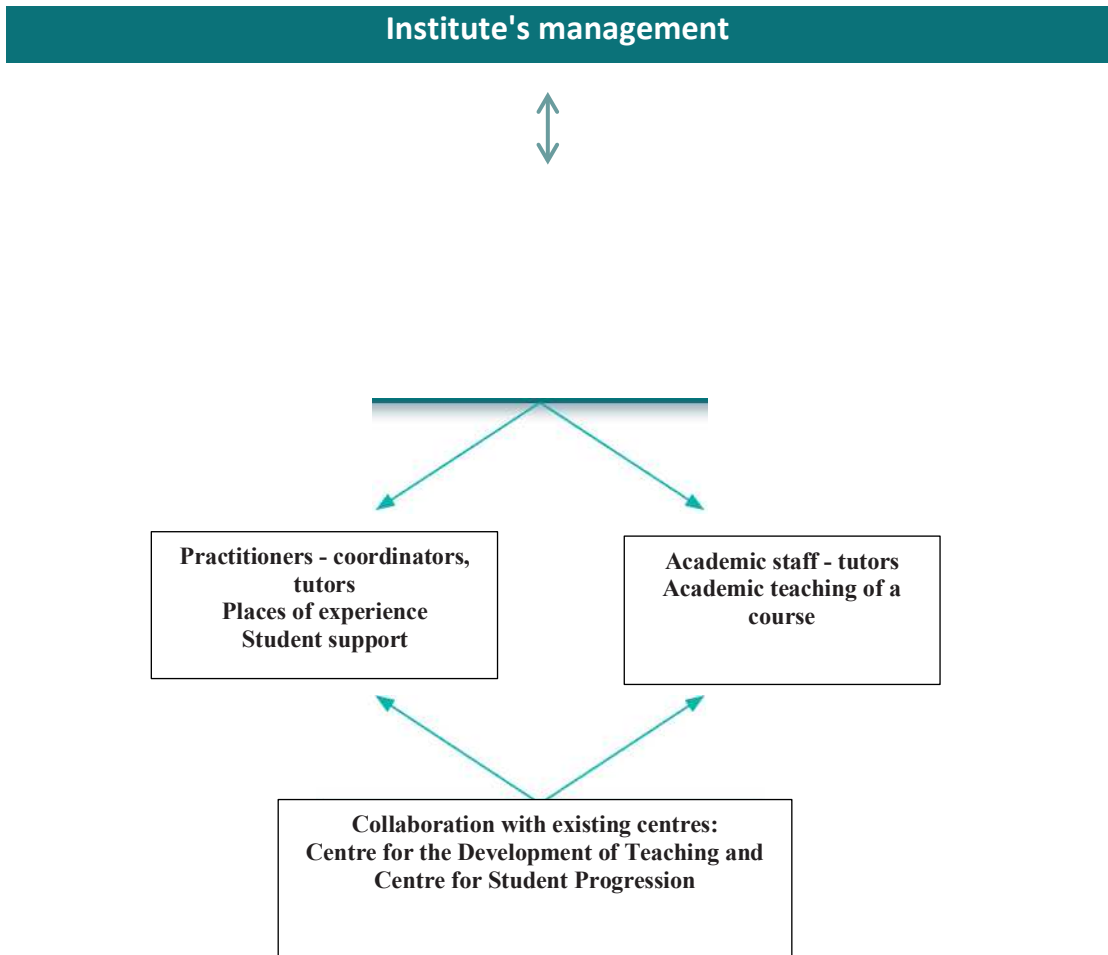 Institute's management
Practitioners - coordinators,
tutors
Places of experience
Student support
Academic staff - tutors
Academic teaching of a
course
Collaboration with existing centres:
Centre for the Development of Teaching and
Centre for Student Progression